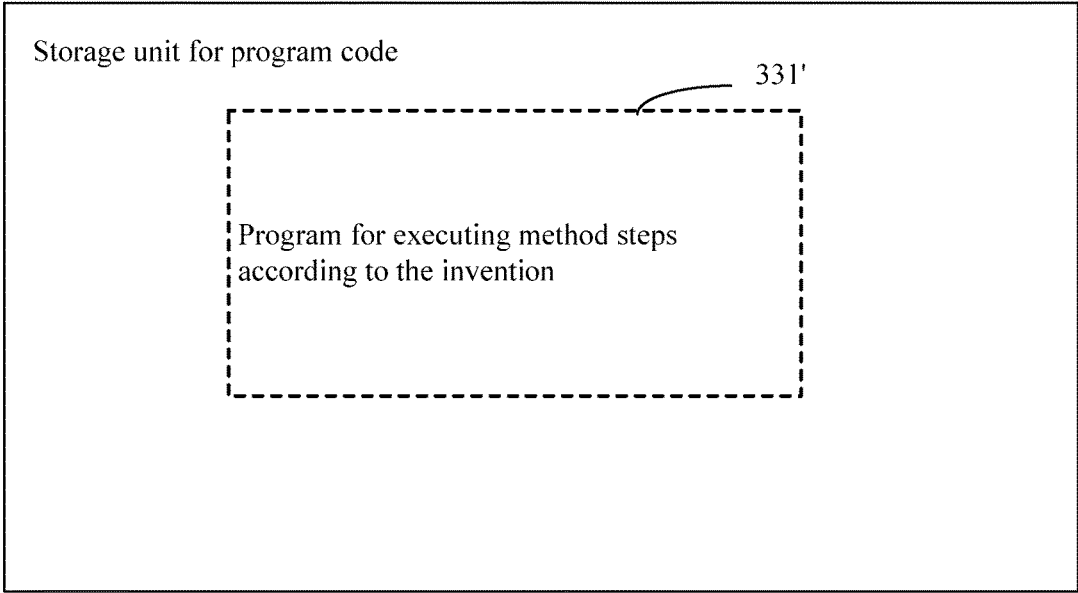 Storage unit for program code
331'
Program for executing method steps
according to the invention